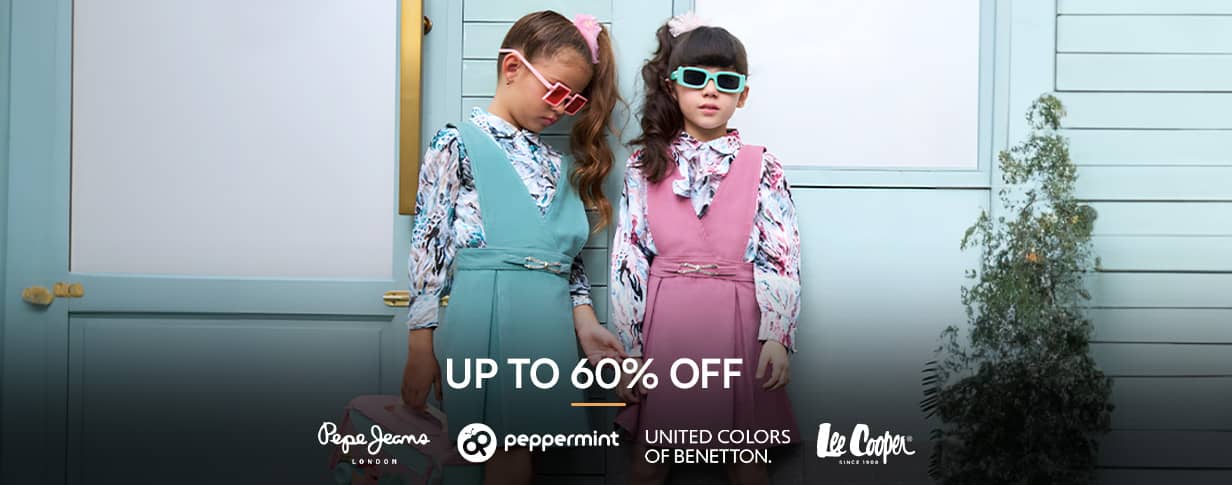 UP TO 60% OFF
Pepe Jeans
LONDON
peppermint
UNITED COLORS
OF BENETTON.
Lee Cooper®
SINCE 1908